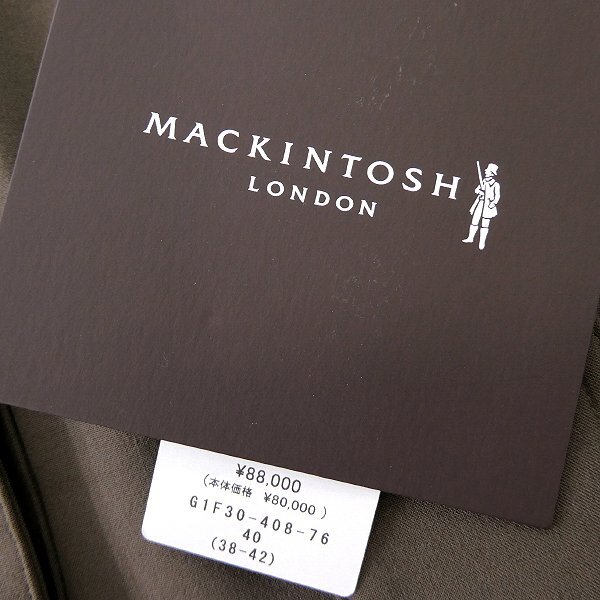 MACKINTOSH
LONDON
¥88,000
(本体価格 ¥80,000)
G1F30-408-76
40
(38-42)